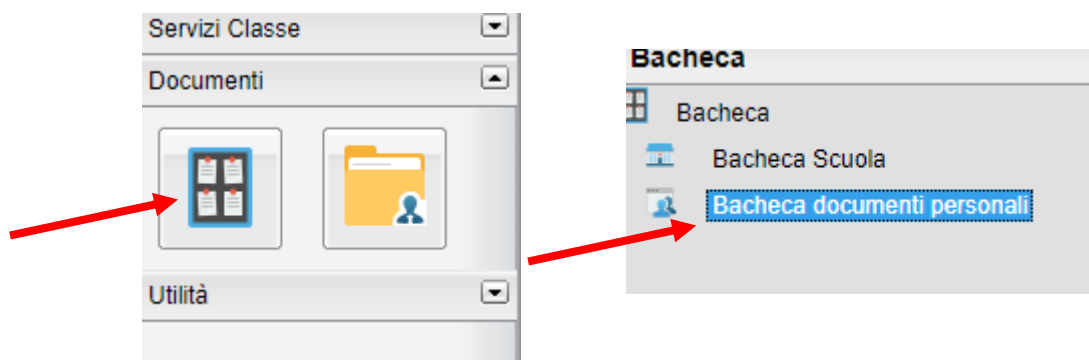 Servizi Classe
Documenti
Utilità
Bacheca
Bacheca
Bacheca Scuola
Bacheca documenti personali